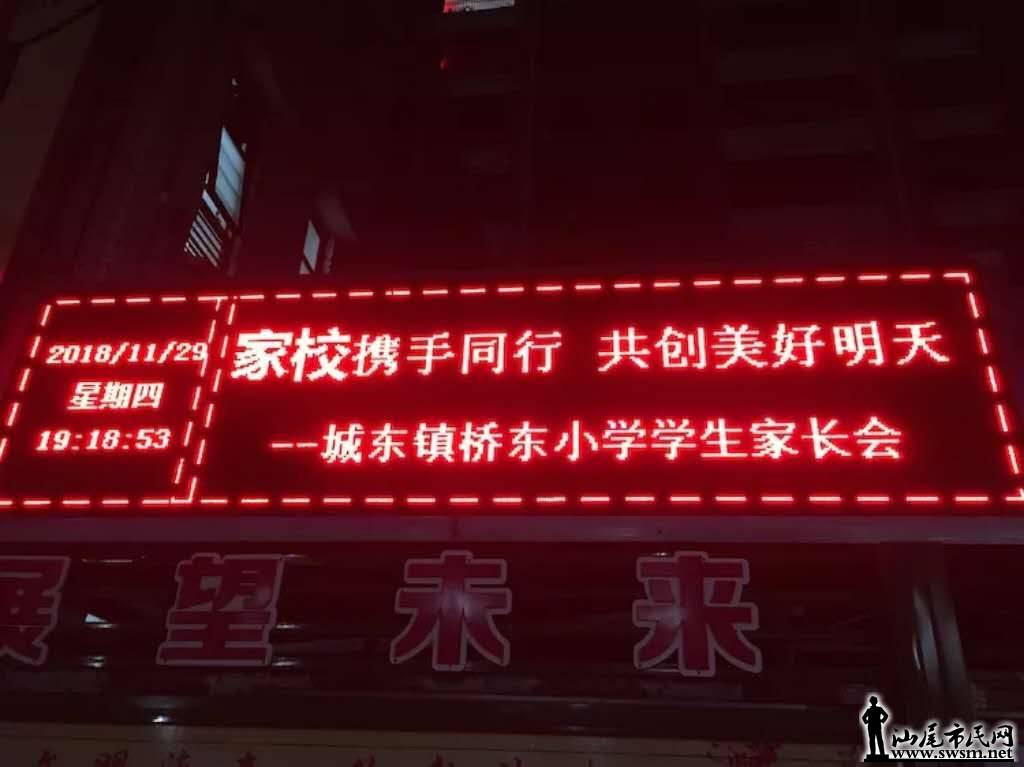 2018/11/29
星期四
19:18:53
家校携手同行 共创美好明天
--城东镇桥东小学学生家长会
展望未来
汕尾市民网
www.swsm.net